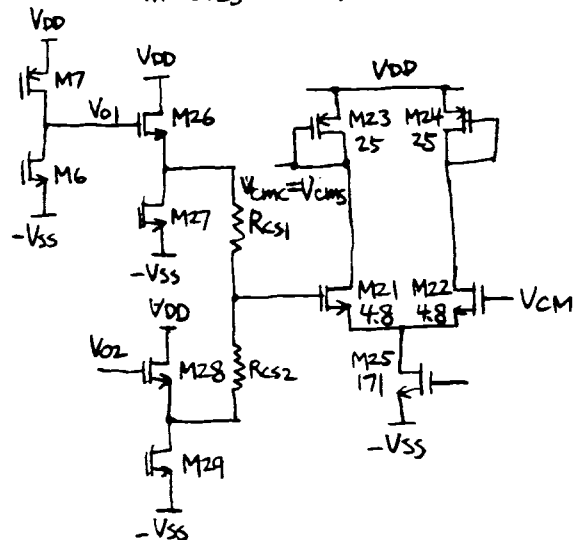 VDD
M7
VO1
M6
-VSS
VDD
M26
M27
-VSS
RCS1
VDD
VO2
M28
RCS2
M29
-VSS
VDD
M23
25
M24
25
VCMC=VCMS
M21
4.8
M22
4.8
VCM
M25
171
-VSS